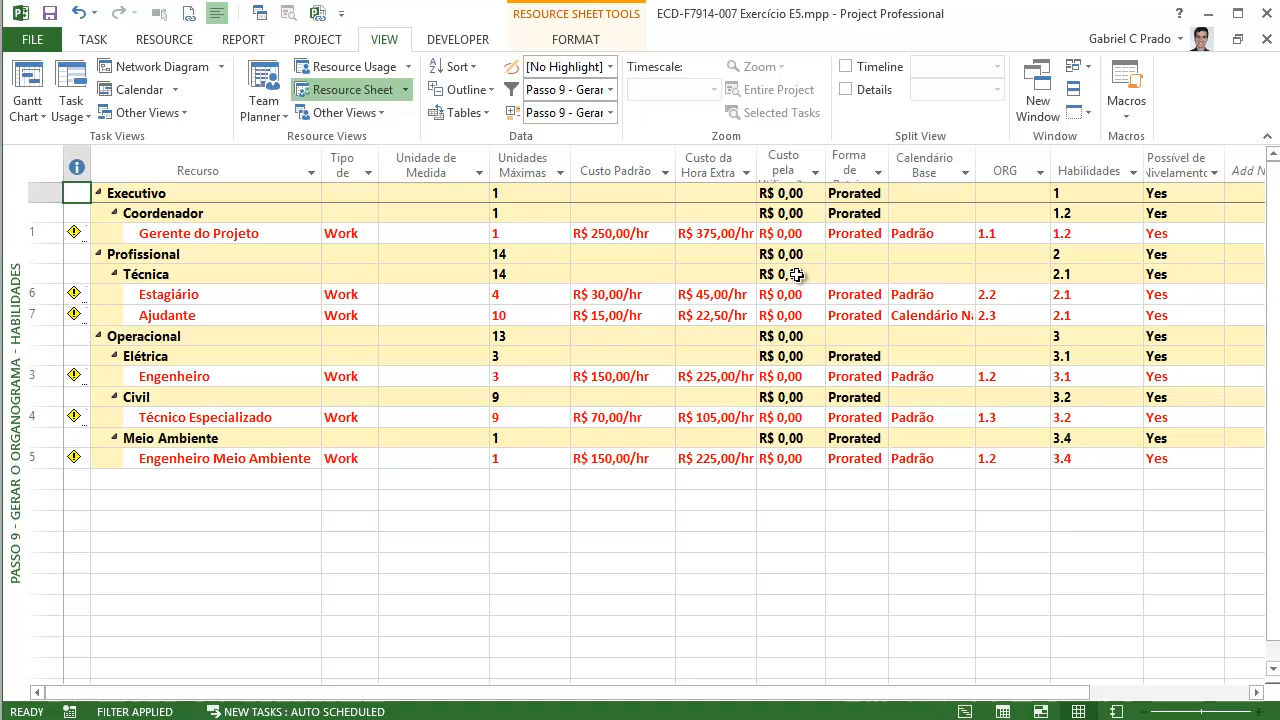 RESOURCE SHEET TOOLS
ECD-F7914-007 Exercício E5.mpp - Project Professional
FILE TASK RESOURCE REPORT PROJECT VIEW DEVELOPER FORMAT
Gabriel C Prado
Gantt Chart
Task Usage
Network Diagram
Calendar
Other Views
Task Views
Team Planner
Resource Usage
Resource Sheet
Other Views
Resource Views
Sort
Outline
Tables
[No Highlight]
Passo 9 - Gerar
Passo 9 - Gerar
Data
Timescale:
Zoom
Entire Project
Selected Tasks
Zoom
Timeline
Details
Split View
New Window
Window
Macros
Macros
Recurso Tipo de Unidade de Medida Unidades Máximas Custo Padrão Custo da Hora Extra Custo pela Forma de Calendário Base ORG Habilidades Possível de Nivelamento Add N
Executivo 1 R$ 0,00 Prorated 1 Yes
Coordenador 1 R$ 0,00 Prorated 1.2 Yes
1 Gerente do Projeto Work 1 R$ 250,00/hr R$ 375,00/hr R$ 0,00 Prorated Padrão 1.1 1.2 Yes
Profissional 14 R$ 0,00 2 Yes
Técnica 14 R$ 0, 2.1 Yes
6 Estagiário Work 4 R$ 30,00/hr R$ 45,00/hr R$ 0,00 Prorated Padrão 2.2 2.1 Yes
7 Ajudante Work 10 R$ 15,00/hr R$ 22,50/hr R$ 0,00 Prorated Calendário Na 2.3 2.1 Yes
Operacional 13 R$ 0,00 3 Yes
Elétrica 3 R$ 0,00 Prorated 3.1 Yes
3 Engenheiro Work 3 R$ 150,00/hr R$ 225,00/hr R$ 0,00 Prorated Padrão 1.2 3.1 Yes
Civil 9 R$ 0,00 Prorated 3.2 Yes
4 Técnico Especializado Work 9 R$ 70,00/hr R$ 105,00/hr R$ 0,00 Prorated Padrão 1.3 3.2 Yes
Meio Ambiente 1 R$ 0,00 Prorated 3.4 Yes
5 Engenheiro Meio Ambiente Work 1 R$ 150,00/hr R$ 225,00/hr R$ 0,00 Prorated Padrão 1.2 3.4 Yes
PASSO 9 - GERAR O ORGANOGRAMA - HABILIDADES
READY FILTER APPLIED NEW TASKS : AUTO SCHEDULED